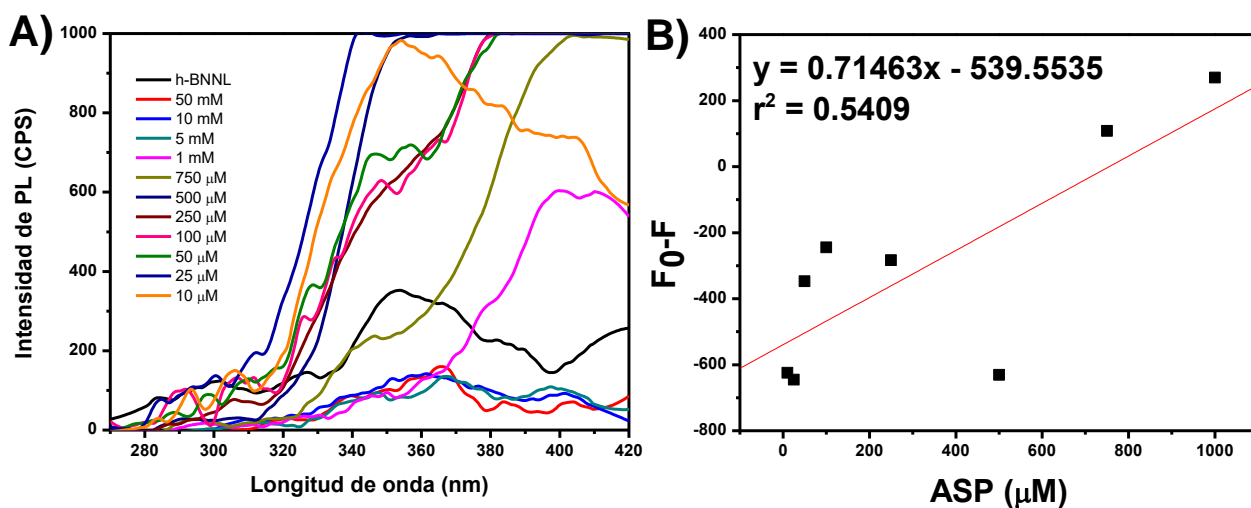 A)
Intensidad de PL (CPS)
1000
800
600
400
200
0
h-BNNL
50 mM
10 mM
5 mM
1 mM
750 μM
500 μM
250 μM
100 μM
50 μM
25 μM
10 μM
280 300 320 340 360 380 400 420
Longitud de onda (nm)
B)
F0-F
400
200
0
-200
-400
-600
-800
y = 0.71463x - 539.5535
r² = 0.5409
0 200 400 600 800 1000
ASP (μM)